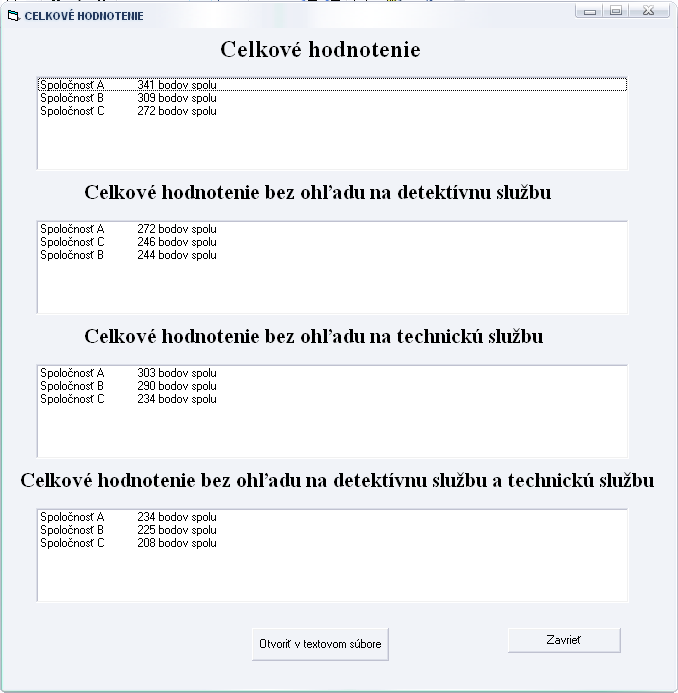 CELKOVÉ HODNOTENIE
Celkové hodnotenie
Spoločnosť A 341 bodov spolu
Spoločnosť B 309 bodov spolu
Spoločnosť C 272 bodov spolu
Celkové hodnotenie bez ohľadu na detektívnu službu
Spoločnosť A 272 bodov spolu
Spoločnosť C 246 bodov spolu
Spoločnosť B 244 bodov spolu
Celkové hodnotenie bez ohľadu na technickú službu
Spoločnosť A 303 bodov spolu
Spoločnosť B 290 bodov spolu
Spoločnosť C 234 bodov spolu
Celkové hodnotenie bez ohľadu na detektívnu službu a technickú službu
Spoločnosť A 234 bodov spolu
Spoločnosť B 225 bodov spolu
Spoločnosť C 208 bodov spolu
Otvoriť v textovom súbore
Zavrieť